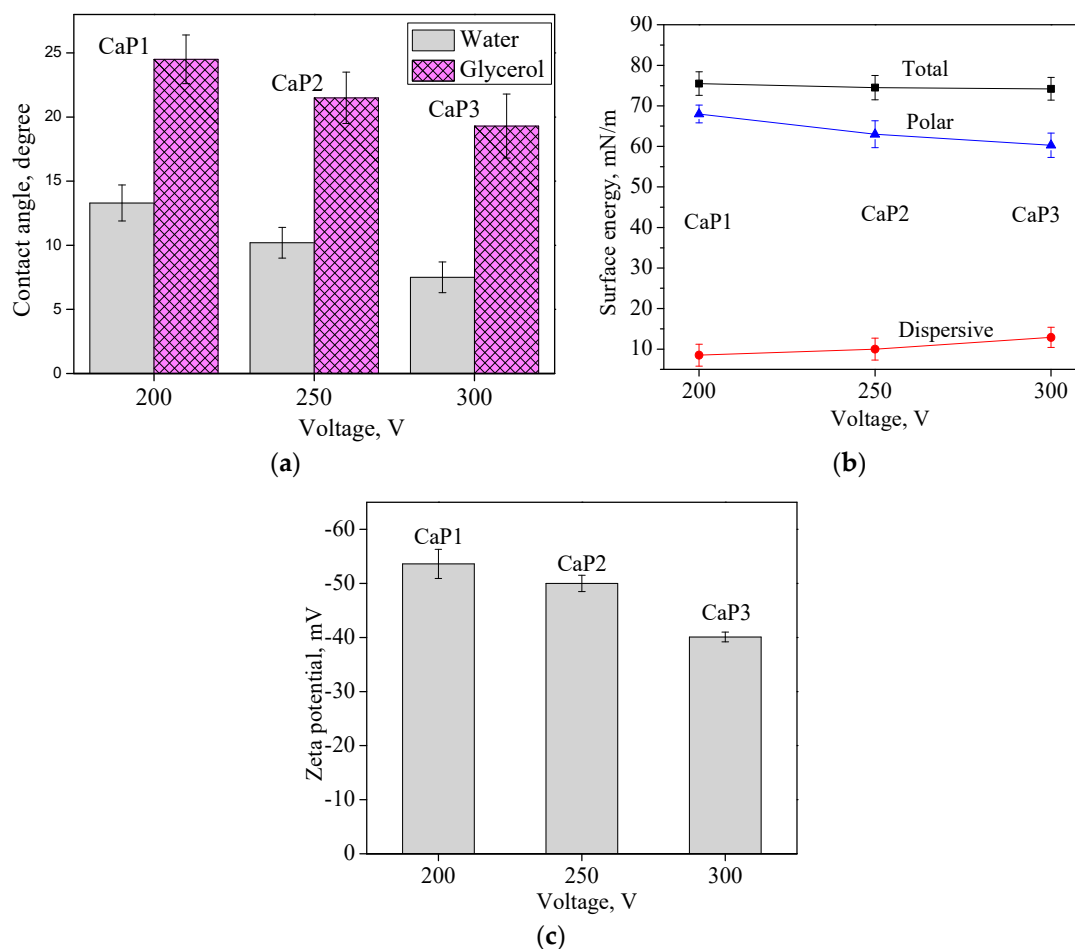 CaP1
CaP2
CaP3
Water
Glycerol
25
20
15
10
5
0
Contact angle, degree
200
250
300
Voltage, V
(a)
90
80
70
60
50
40
30
20
10
Surface energy, mN/m
Total
Polar
CaP1
CaP2
CaP3
Dispersive
200
250
300
Voltage, V
(b)
-60
-50
-40
-30
-20
-10
0
Zeta potential, mV
CaP1
CaP2
CaP3
200
250
300
Voltage, V
(c)